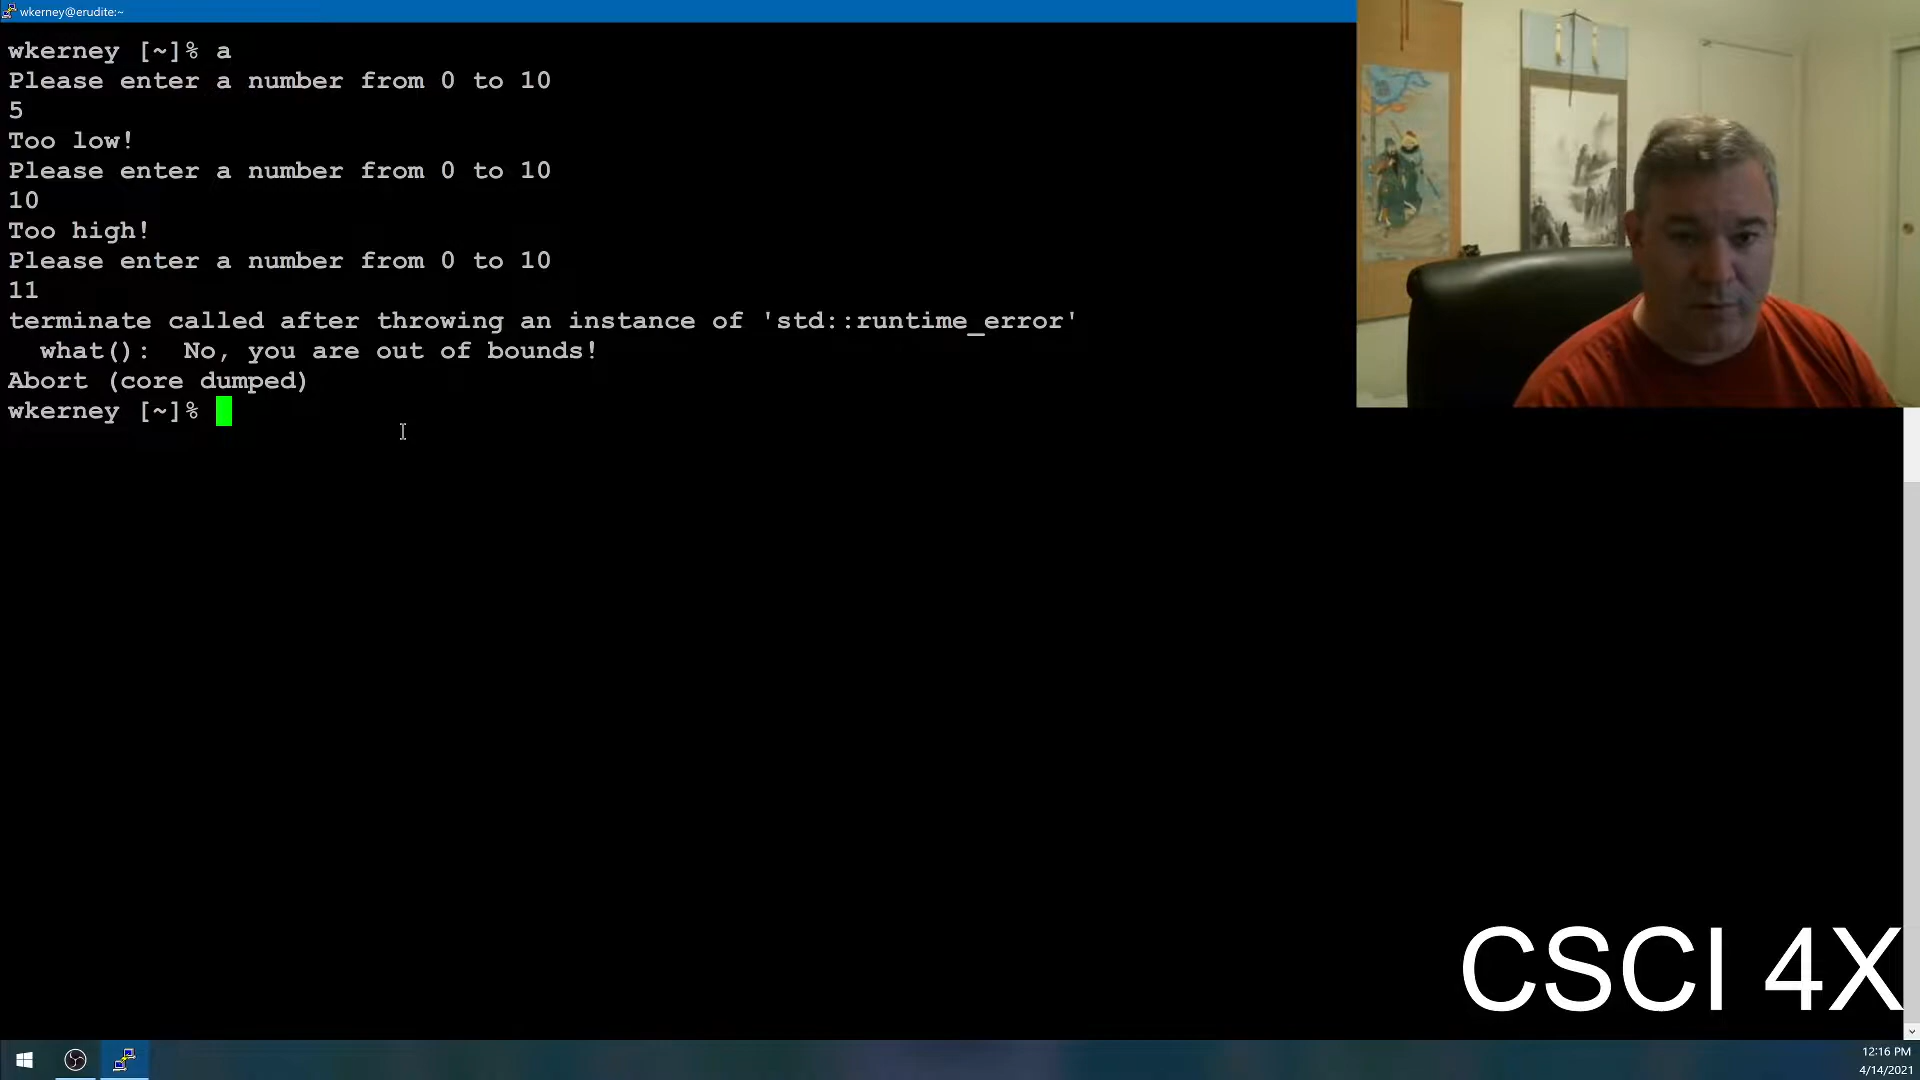 wkerney@erudite:~
wkerney [~]% a
Please enter a number from 0 to 10
5
Too low!
Please enter a number from 0 to 10
10
Too high!
Please enter a number from 0 to 10
11
terminate called after throwing an instance of 'std::runtime_error'
  what():  No, you are out of bounds!
Abort (core dumped)
wkerney [~]%
CSCI 4X
12:16 PM
4/14/2021